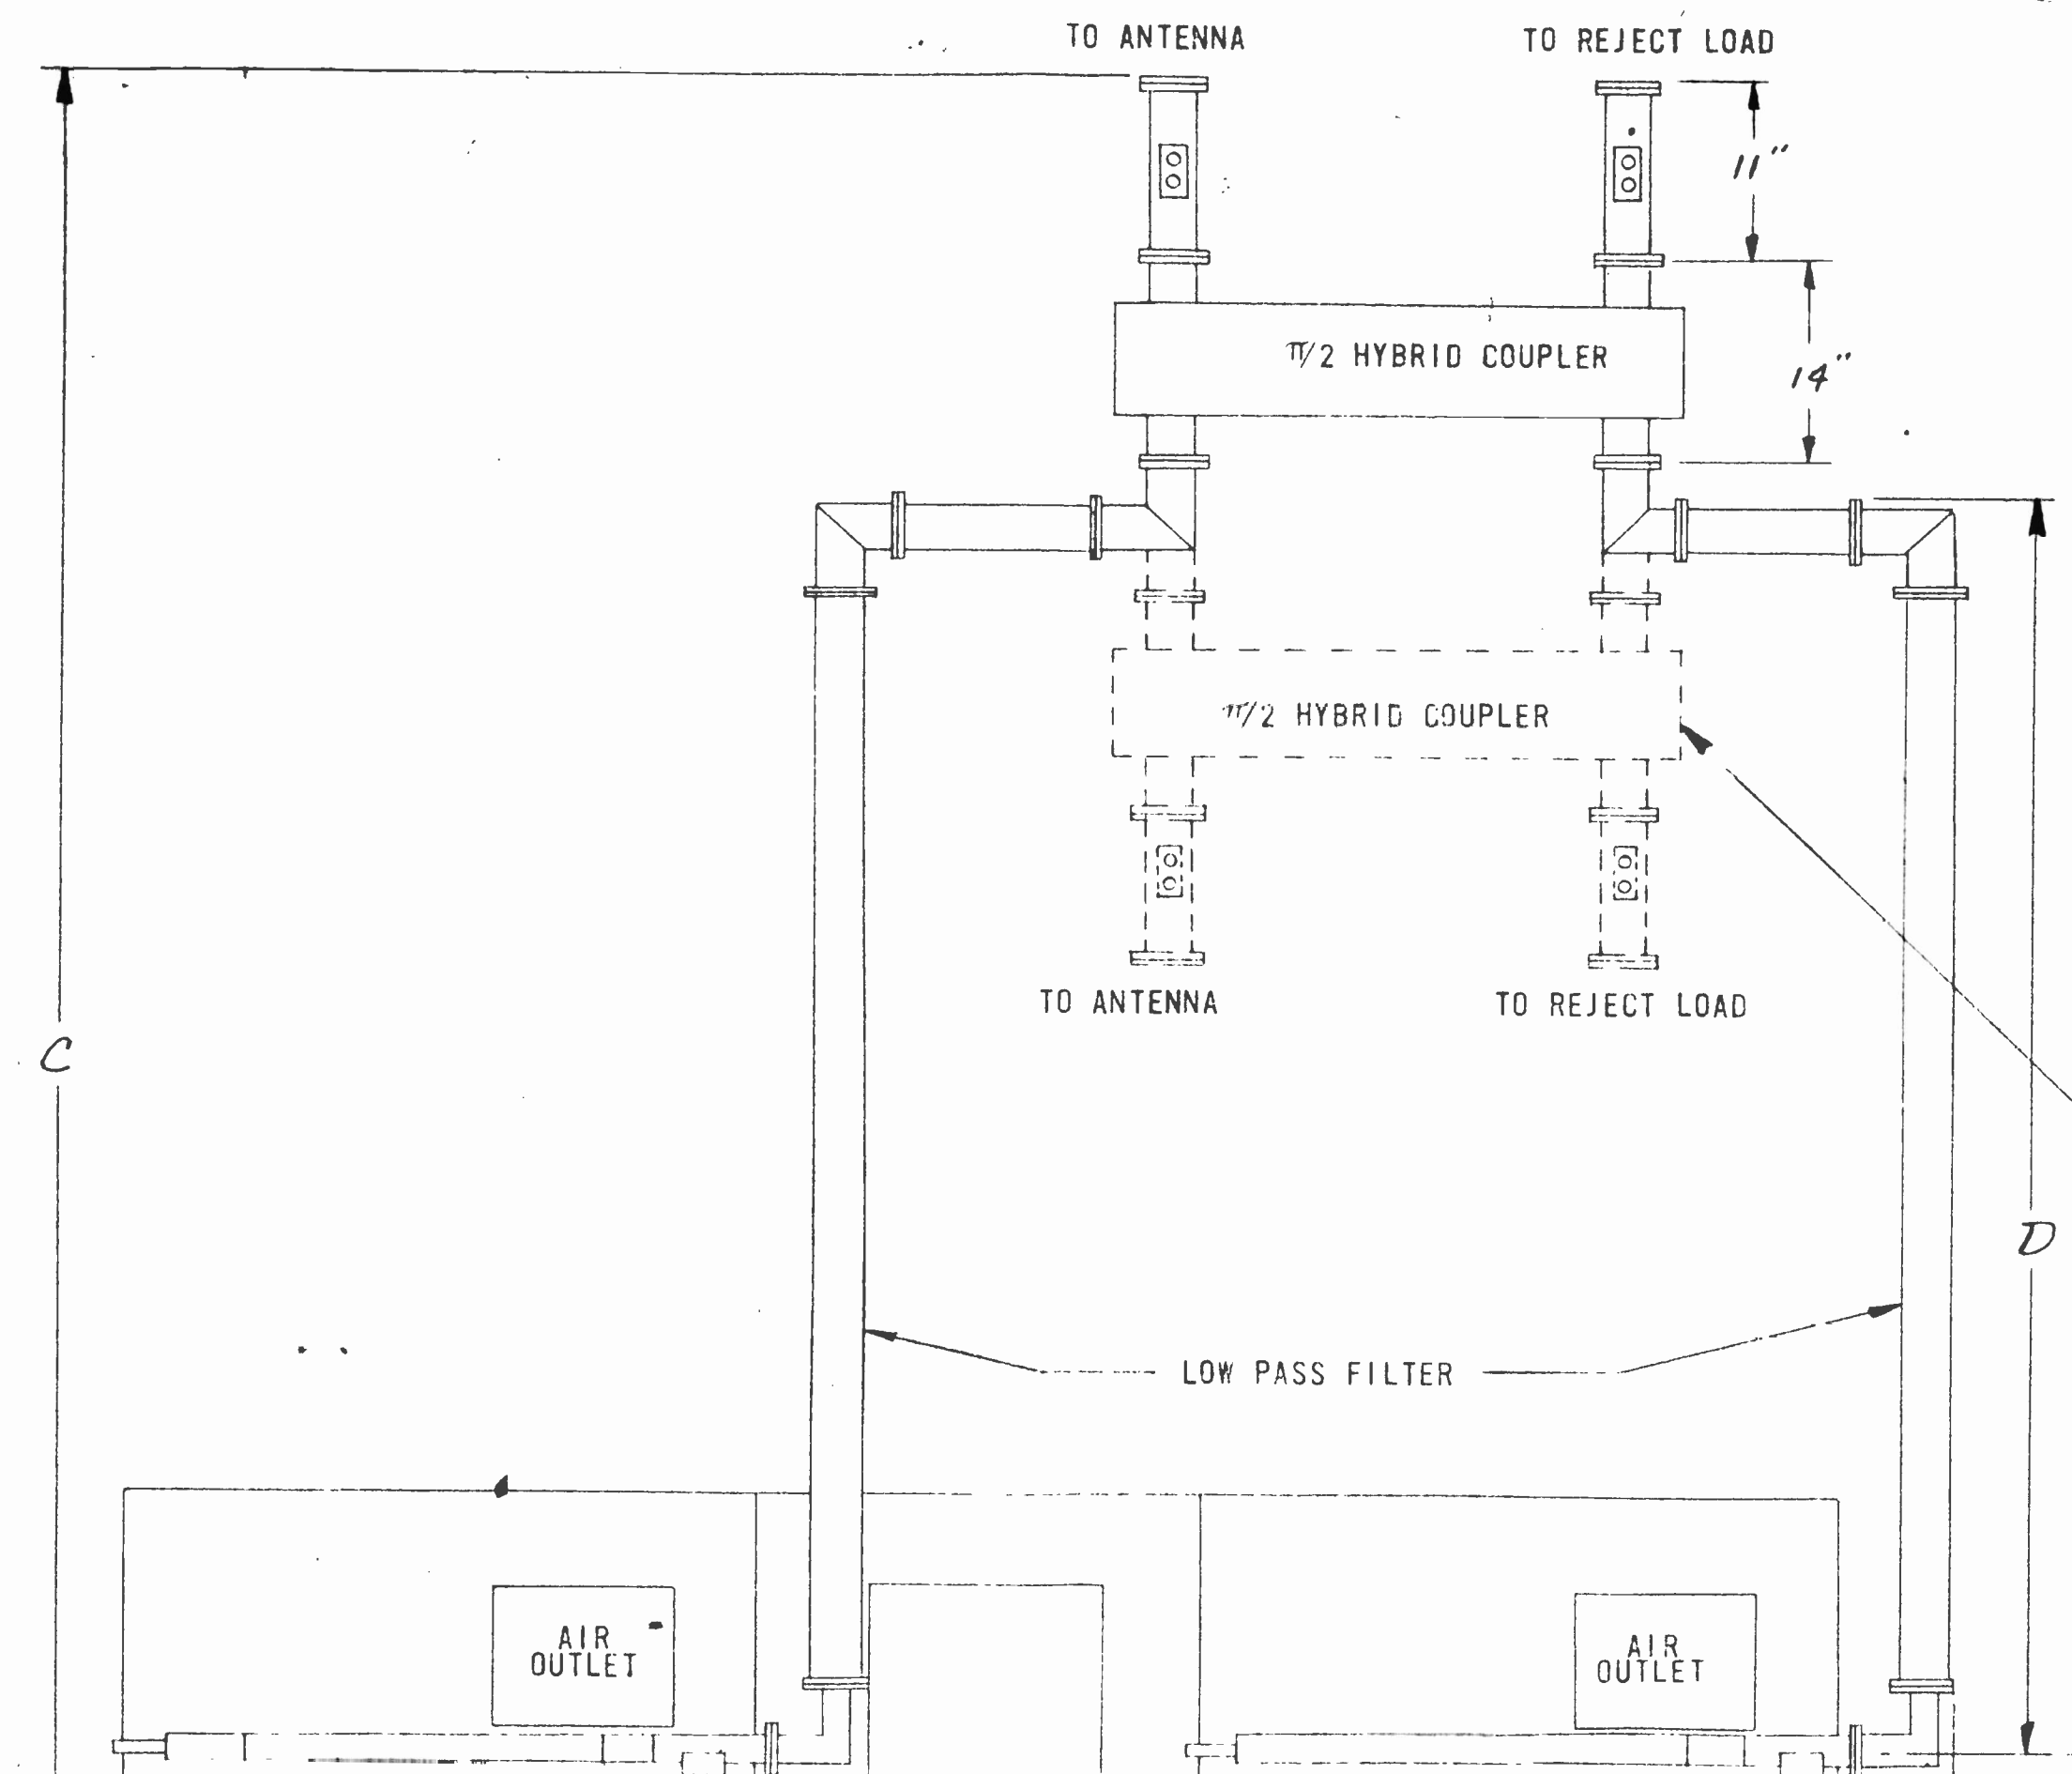 TO ANTENNA
TO REJECT LOAD
11"
π/2 HYBRID COUPLER
14"
π/2 HYBRID COUPLER
TO ANTENNA
TO REJECT LOAD
C
D
LOW PASS FILTER
AIR
OUTLET
AIR
OUTLET